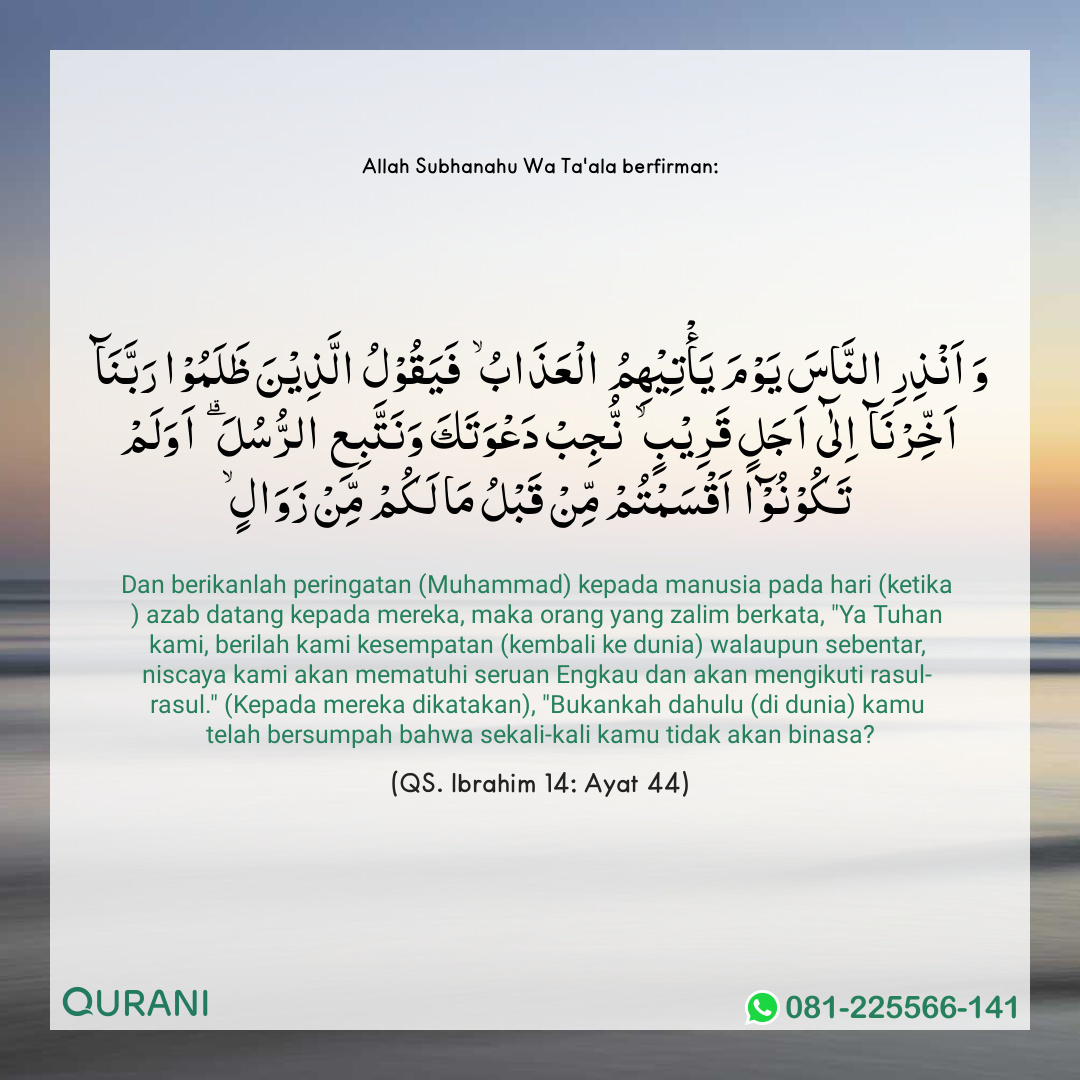 Allah Subhanahu Wa Ta'ala berfirman:
وَاَنْذِرِ النَّاسَ يَوْمَ يَأْتِيْهِمُ الْعَذَابُۙ فَيَقُوْلُ الَّذِيْنَ ظَلَمُوْا رَبَّنَآ
اَخِّرْنَآ اِلٰٓى اَجَلٍ قَرِيْبٍۙ نُّجِبْ دَعْوَتَكَ وَنَتَّبِعِ الرُّسُلَۗ اَوَلَمْ
تَكُوْنُوْٓا اَقْسَمْتُمْ مِّنْ قَبْلُ مَا لَكُمْ مِّنْ زَوَالٍۙ
Dan berikanlah peringatan (Muhammad) kepada manusia pada hari (ketika
) azab datang kepada mereka, maka orang yang zalim berkata, "Ya Tuhan
kami, berilah kami kesempatan (kembali ke dunia) walaupun sebentar,
niscaya kami akan mematuhi seruan Engkau dan akan mengikuti rasul-
rasul." (Kepada mereka dikatakan), "Bukankah dahulu (di dunia) kamu
telah bersumpah bahwa sekali-kali kamu tidak akan binasa?
(QS. Ibrahim 14: Ayat 44)
QURANI
081-225566-141